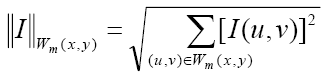 ‖I‖_{W_m(x,y)} = √(∑_{(u,v)∈W_m(x,y)} [I(u,v)]²)